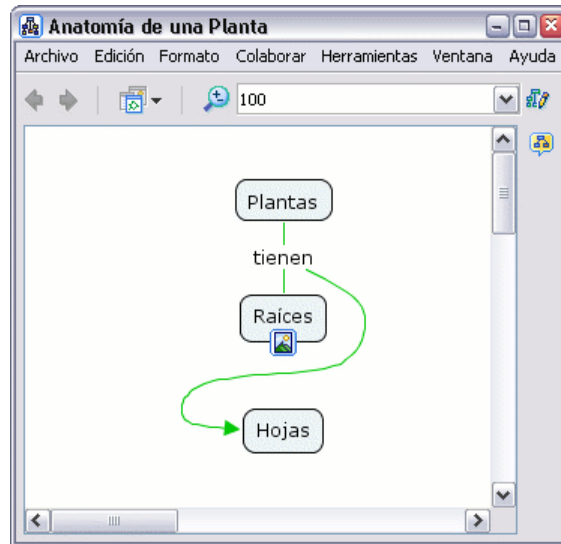 Anatomía de una Planta
Archivo Edición Formato Colaborar Herramientas Ventana Ayuda
100
Plantas
tienen
Raíces
Hojas